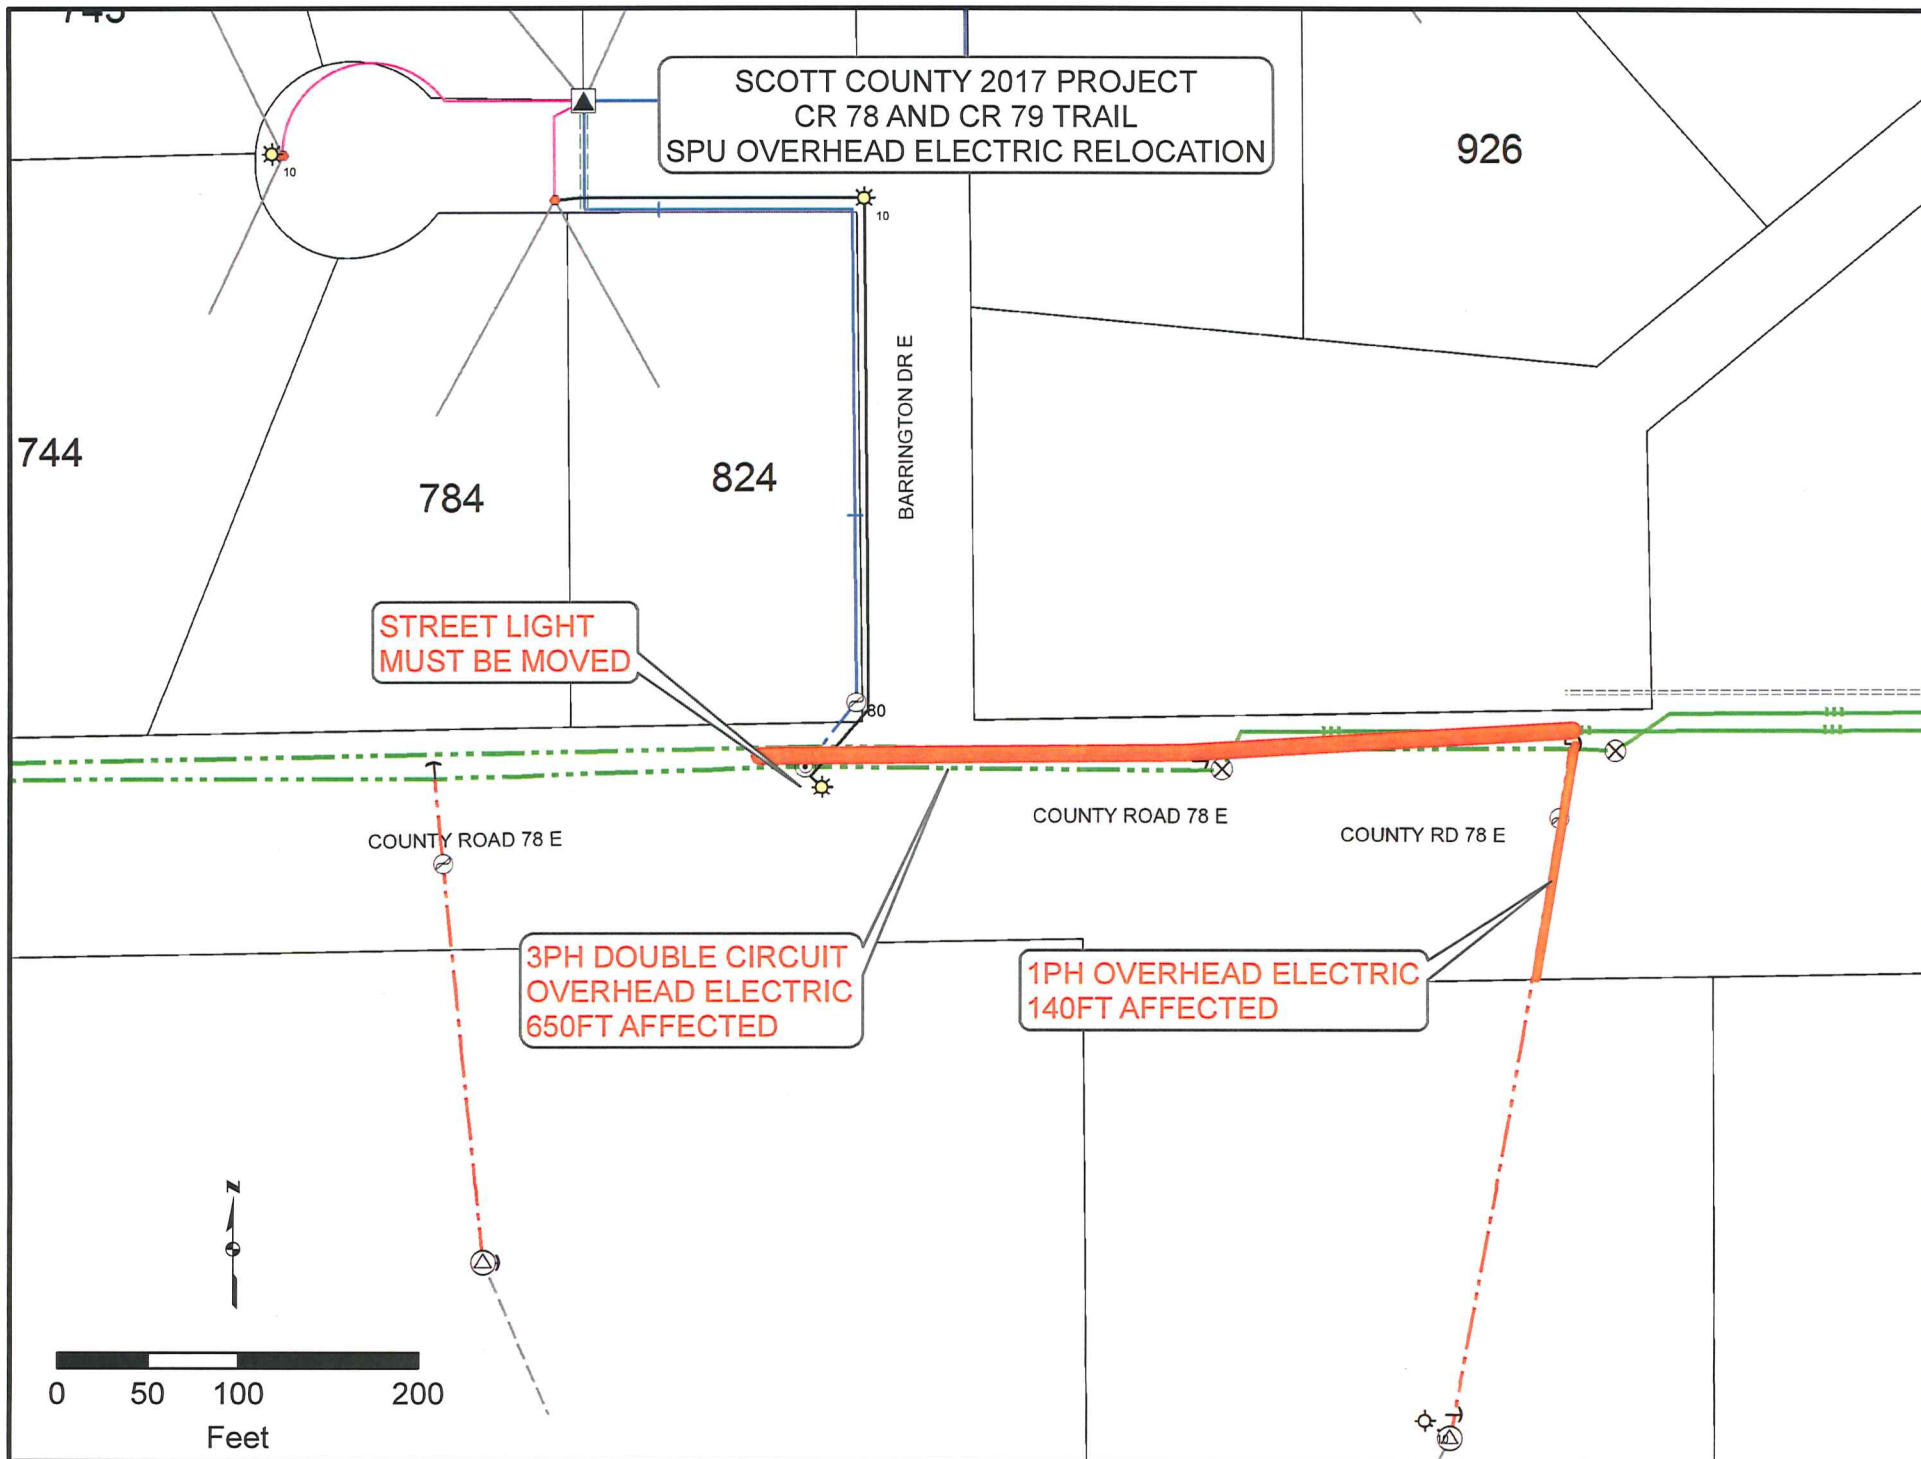 SCOTT COUNTY 2017 PROJECT
CR 78 AND CR 79 TRAIL
SPU OVERHEAD ELECTRIC RELOCATION
926
10
10
BARRINGTON DR E
744
784
824
STREET LIGHT
MUST BE MOVED
COUNTY ROAD 78 E
COUNTY ROAD 78 E
COUNTY RD 78 E
3PH DOUBLE CIRCUIT
OVERHEAD ELECTRIC
650FT AFFECTED
1PH OVERHEAD ELECTRIC
140FT AFFECTED
N
0 50 100 200
Feet